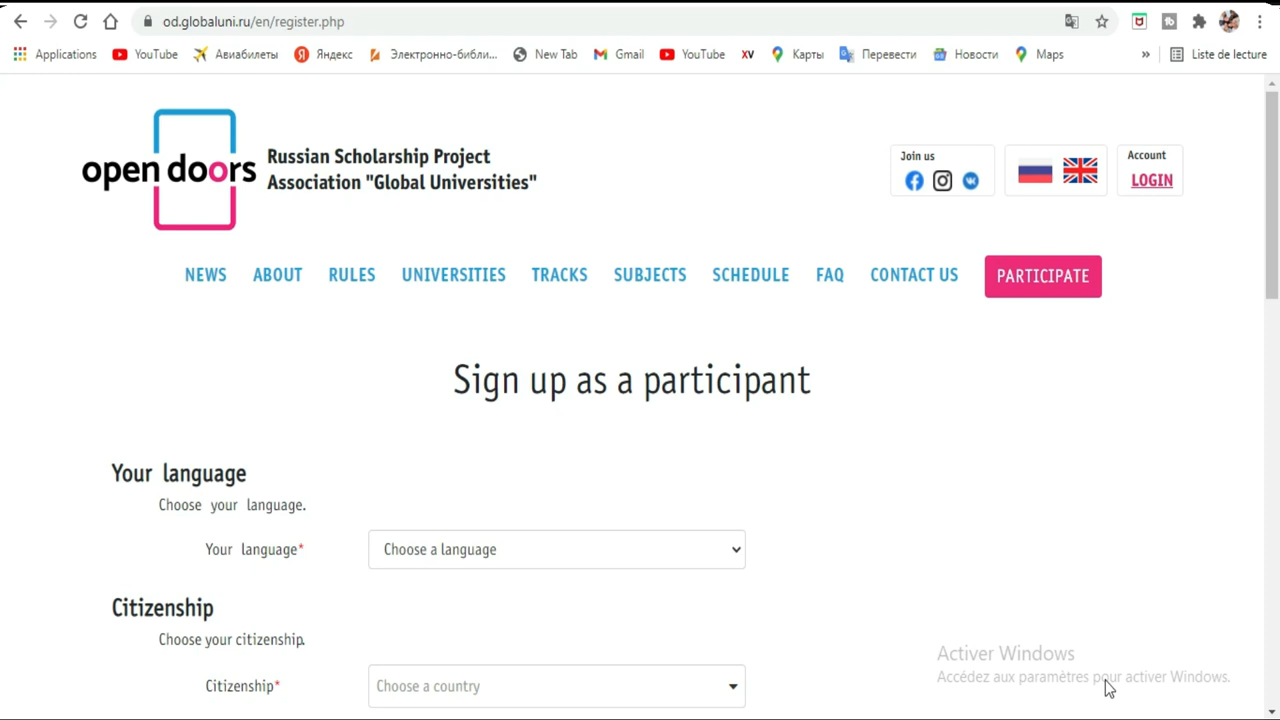 od.globaluni.ru/en/register.php
Applications YouTube Авиабилеты Яндекс Электронно-библи... New Tab Gmail YouTube XV Карты Перевести Новости Maps » Liste de lecture
open doors
Russian Scholarship Project
Association "Global Universities"
Join us
Account
LOGIN
NEWS ABOUT RULES UNIVERSITIES TRACKS SUBJECTS SCHEDULE FAQ CONTACT US PARTICIPATE
Sign up as a participant
Your language
Choose your language.
Your language* Choose a language
Citizenship
Choose your citizenship.
Citizenship* Choose a country
Activer Windows
Accédez aux paramètres pour activer Windows.